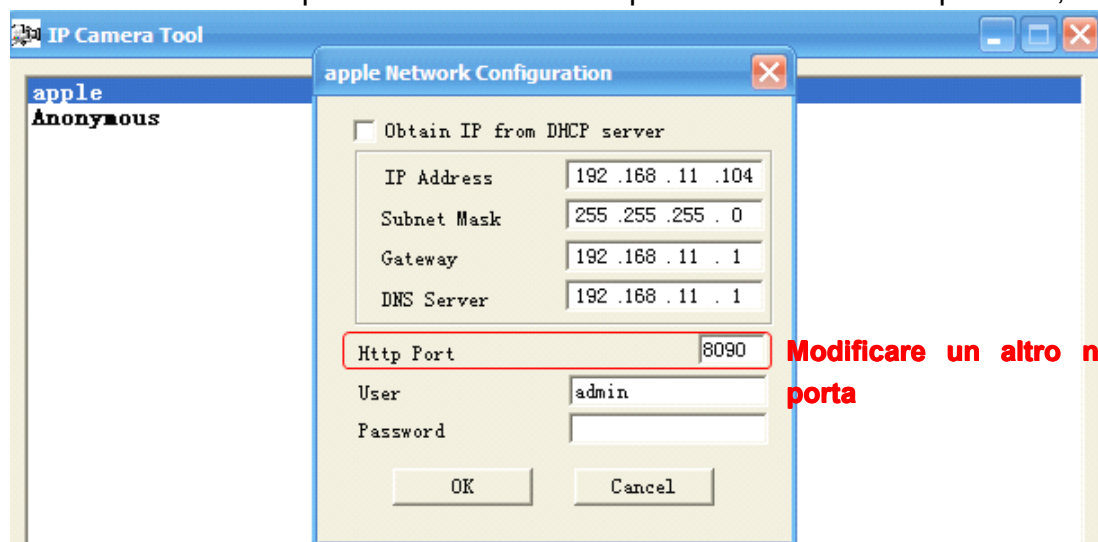 IP Camera Tool
apple Network Configuration
apple
Anonymous
Obtain IP from DHCP server
IP Address 192 .168 . 11 .104
Subnet Mask 255 .255 .255 . 0
Gateway 192 .168 . 11 . 1
DNS Server 192 .168 . 11 . 1
Http Port 8090
Modificare un altro n
porta
User admin
Password
OK Cancel